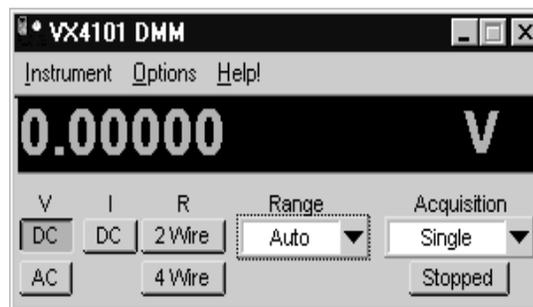 VX4101 DMM
Instrument Options Help!
0.00000 V
V I R Range Acquisition
DC DC 2 Wire Auto Single
AC 4 Wire Stopped